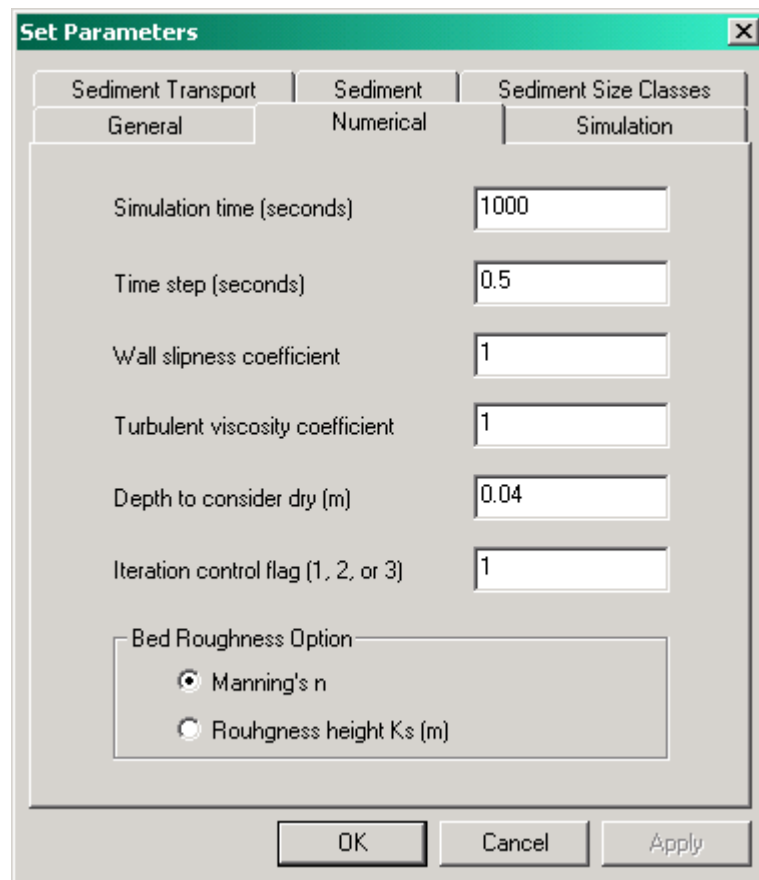 Set Parameters
Sediment Transport Sediment Sediment Size Classes
General Numerical Simulation
Simulation time (seconds) 1000
Time step (seconds) 0.5
Wall slipness coefficient 1
Turbulent viscosity coefficient 1
Depth to consider dry (m) 0.04
Iteration control flag (1, 2, or 3) 1
Bed Roughness Option
Manning's n
Rouhgness height Ks (m)
OK Cancel Apply